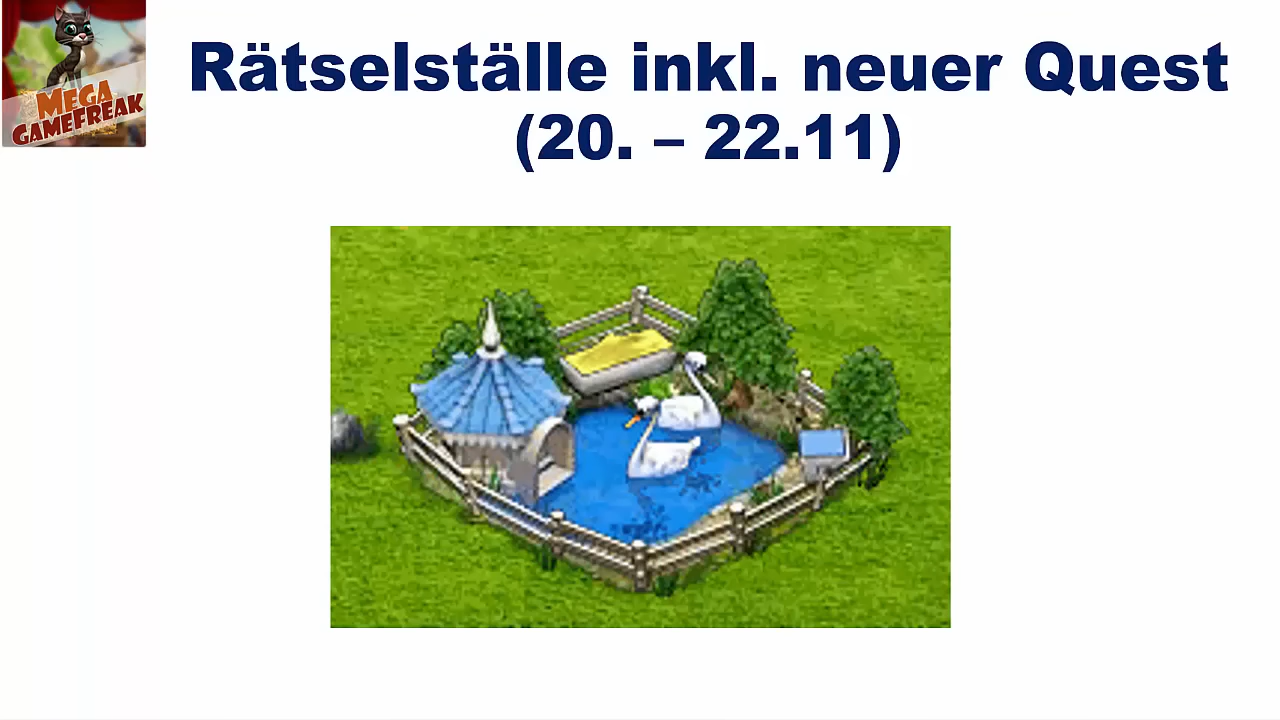 MEGA
GAMEFREAK
Rätselställe inkl. neuer Quest
(20. – 22.11)